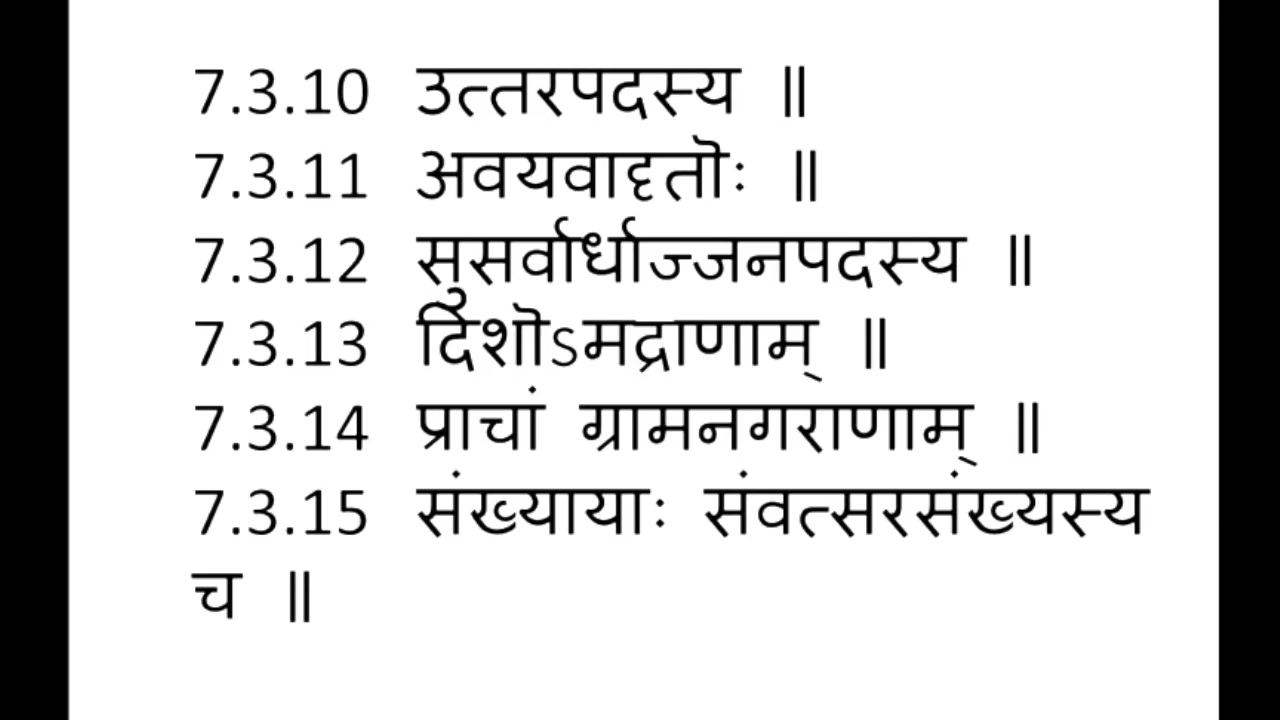 7.3.10 उत्तरपदस्य ॥
7.3.11 अवयवादृतॊः ॥
7.3.12 सुसर्वार्धाज्जनपदस्य ॥
7.3.13 दिशॊऽमद्राणाम् ॥
7.3.14 प्राचां ग्रामनगराणाम् ॥
7.3.15 संख्यायाः संवत्सरसंख्यस्य
च ॥